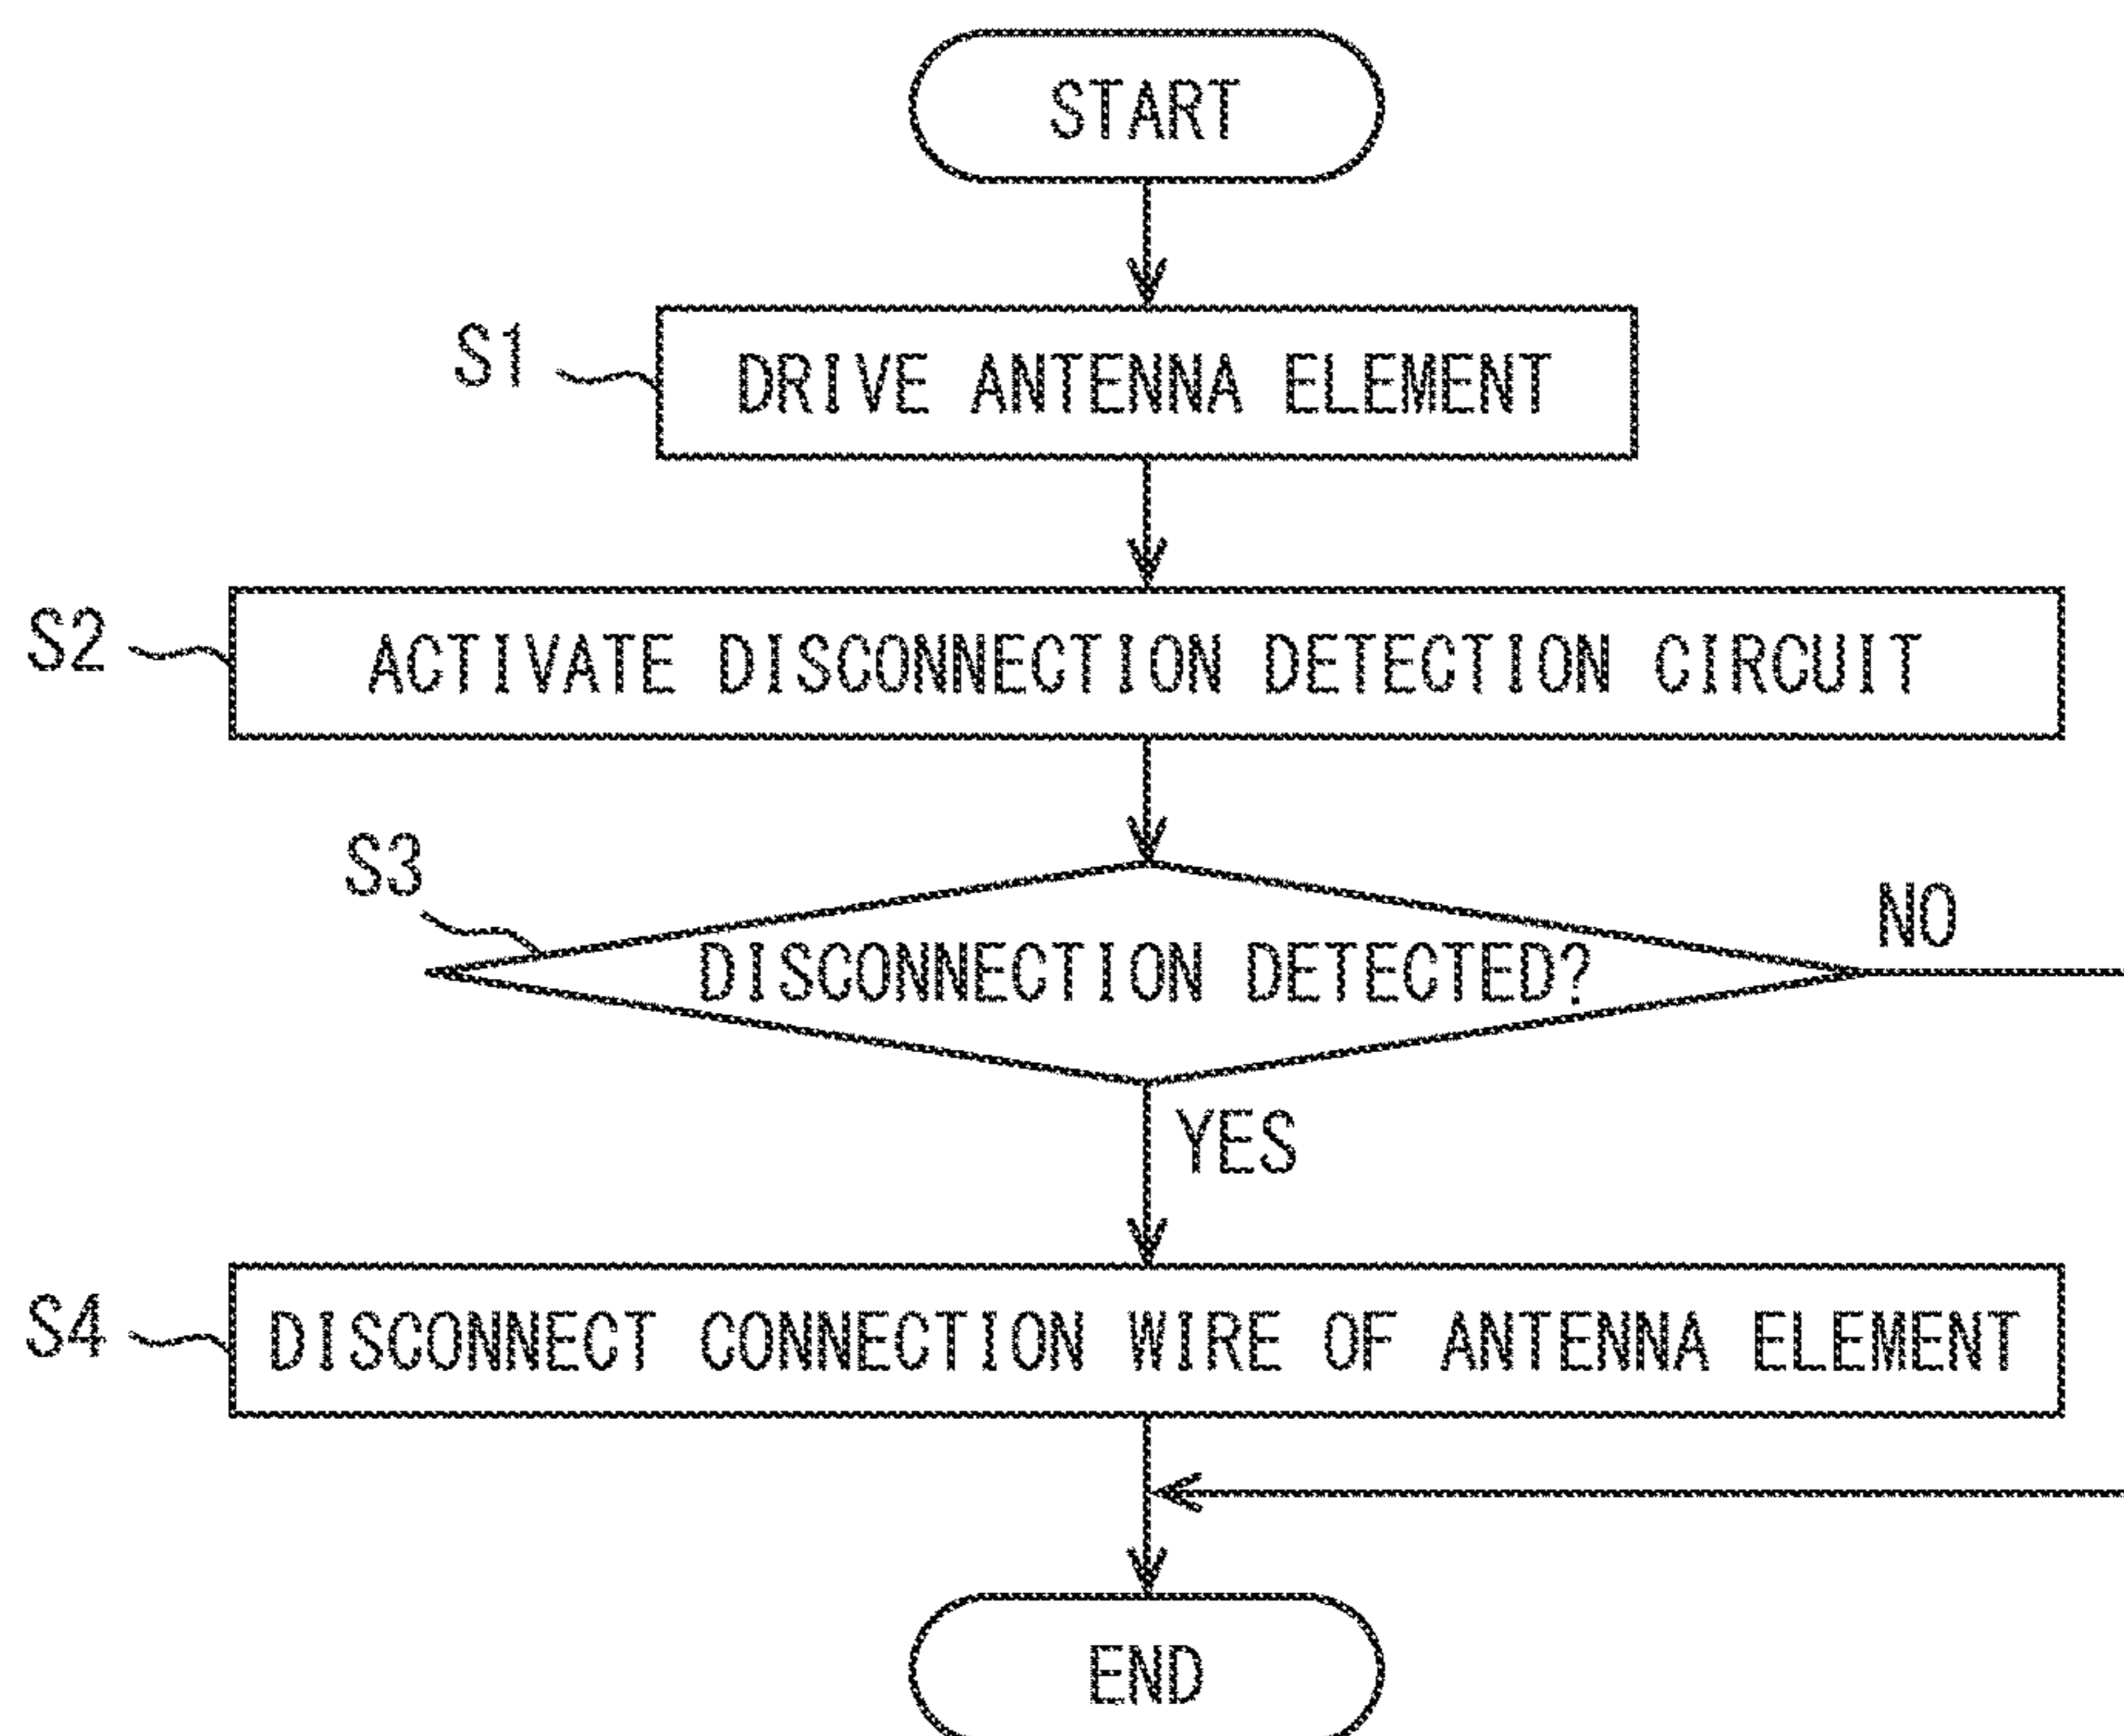 START
S1
DRIVE ANTENNA ELEMENT
S2
ACTIVATE DISCONNECTION DETECTION CIRCUIT
S3
DISCONNECTION DETECTED?
NO
YES
S4
DISCONNECT CONNECTION WIRE OF ANTENNA ELEMENT
END